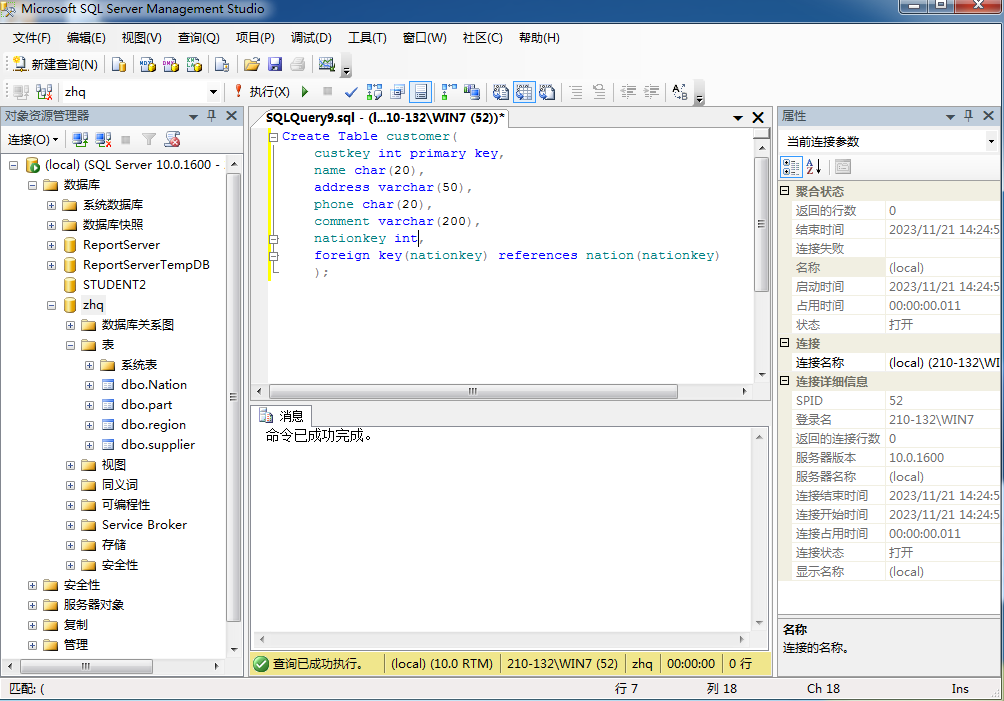 Microsoft SQL Server Management Studio
文件(F) 编辑(E) 视图(V) 查询(Q) 项目(P) 调试(D) 工具(T) 窗口(W) 社区(C) 帮助(H)
新建查询(N)
zhq 执行(X)
对象资源管理器
连接(O)
(local) (SQL Server 10.0.1600 -
数据库
系统数据库
数据库快照
ReportServer
ReportServerTempDB
STUDENT2
zhq
数据库关系图
表
系统表
dbo.Nation
dbo.part
dbo.region
dbo.supplier
视图
同义词
可编程性
Service Broker
存储
安全性
安全性
服务器对象
复制
管理
SQLQuery9.sql - (l...10-132\WIN7 (52))*
Create Table customer(
custkey int primary key,
name char(20),
address varchar(50),
phone char(20),
comment varchar(200),
nationkey int,
foreign key(nationkey) references nation(nationkey)
);
消息
命令已成功完成。
查询已成功执行。 (local) (10.0 RTM) 210-132\WIN7 (52) zhq 00:00:00 0 行
属性
当前连接参数
聚合状态
返回的行数 0
结束时间 2023/11/21 14:24:5
连接失败
名称 (local)
启动时间 2023/11/21 14:24:5
占用时间 00:00:00.011
状态 打开
连接
连接名称 (local) (210-132\WI
连接详细信息
SPID 52
登录名 210-132\WIN7
返回的连接行数 0
服务器版本 10.0.1600
服务器名称 (local)
连接结束时间 2023/11/21 14:24:5
连接开始时间 2023/11/21 14:24:5
连接占用时间 00:00:00.011
连接状态 打开
显示名称 (local)
名称
连接的名称。
匹配: ( 行 7 列 18 Ch 18 Ins